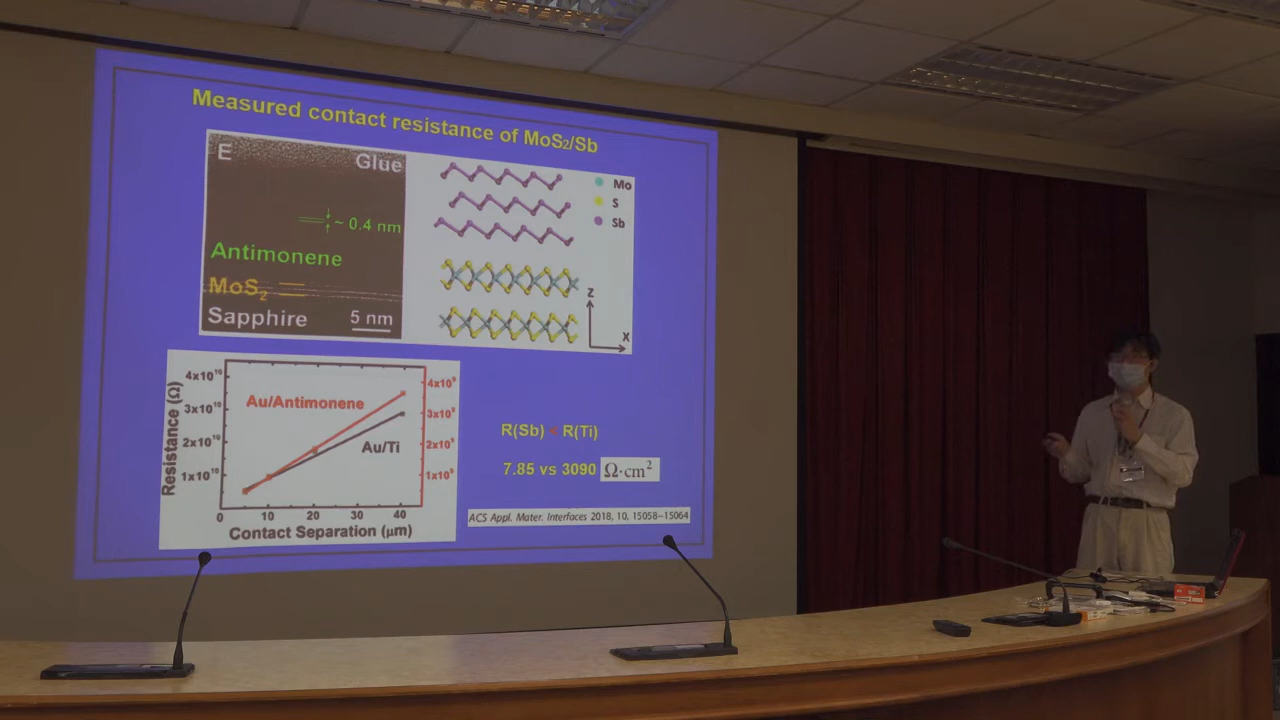 Measured contact resistance of MoS2/Sb
E
Glue
~ 0.4 nm
Antimonene
MoS2
Sapphire
5 nm
Mo
S
Sb
Z
X
Resistance (Ω)
4x10¹⁰
3x10¹⁰
2x10¹⁰
1x10¹⁰
Au/Antimonene
Au/Ti
4x10⁹
3x10⁹
2x10⁹
1x10⁹
0 10 20 30 40
Contact Separation (μm)
R(Sb) < R(Ti)
7.85 vs 3090 Ω·cm²
ACS Appl. Mater. Interfaces 2018, 10, 15058−15064